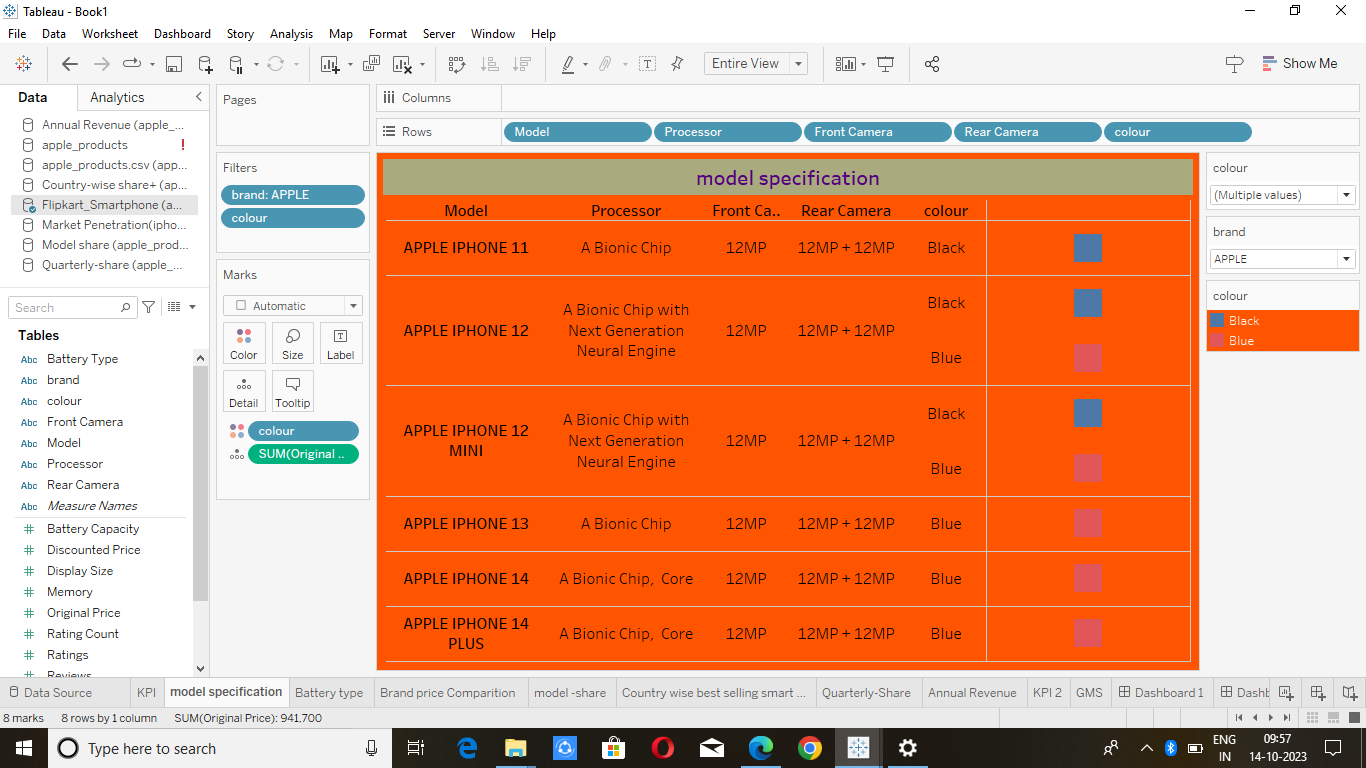 Tableau - Book1
File Data Worksheet Dashboard Story Analysis Map Format Server Window Help
Entire View
Show Me
Data Analytics
Annual Revenue (apple_...
apple_products
apple_products.csv (app...
Country-wise share+ (ap...
Flipkart_Smartphone (a...
Market Penetration(ipho...
Model share (apple_prod...
Quarterly-share (apple_...
Search
Tables
Abc Battery Type
Abc brand
Abc colour
Abc Front Camera
Abc Model
Abc Processor
Abc Rear Camera
Abc Measure Names
# Battery Capacity
# Discounted Price
# Display Size
# Memory
# Original Price
# Rating Count
# Ratings
Reviews
Pages
Filters
brand: APPLE
colour
Marks
Automatic
Color Size Label
Detail Tooltip
colour
SUM(Original ..
Columns
Rows Model Processor Front Camera Rear Camera colour
model specification
Model Processor Front Ca.. Rear Camera colour
APPLE IPHONE 11 A Bionic Chip 12MP 12MP + 12MP Black
APPLE IPHONE 12 A Bionic Chip with
Next Generation
Neural Engine 12MP 12MP + 12MP Black
Blue
APPLE IPHONE 12
MINI A Bionic Chip with
Next Generation
Neural Engine 12MP 12MP + 12MP Black
Blue
APPLE IPHONE 13 A Bionic Chip 12MP 12MP + 12MP Blue
APPLE IPHONE 14 A Bionic Chip, Core 12MP 12MP + 12MP Blue
APPLE IPHONE 14
PLUS A Bionic Chip, Core 12MP 12MP + 12MP Blue
colour
(Multiple values)
brand
APPLE
colour
Black
Blue
Data Source KPI model specification Battery type Brand price Comparition model -share Country wise best selling smart ... Quarterly-Share Annual Revenue KPI 2 GMS Dashboard 1 Dashb
8 marks 8 rows by 1 column SUM(Original Price): 941,700
Type here to search
ENG
IN
09:57
14-10-2023